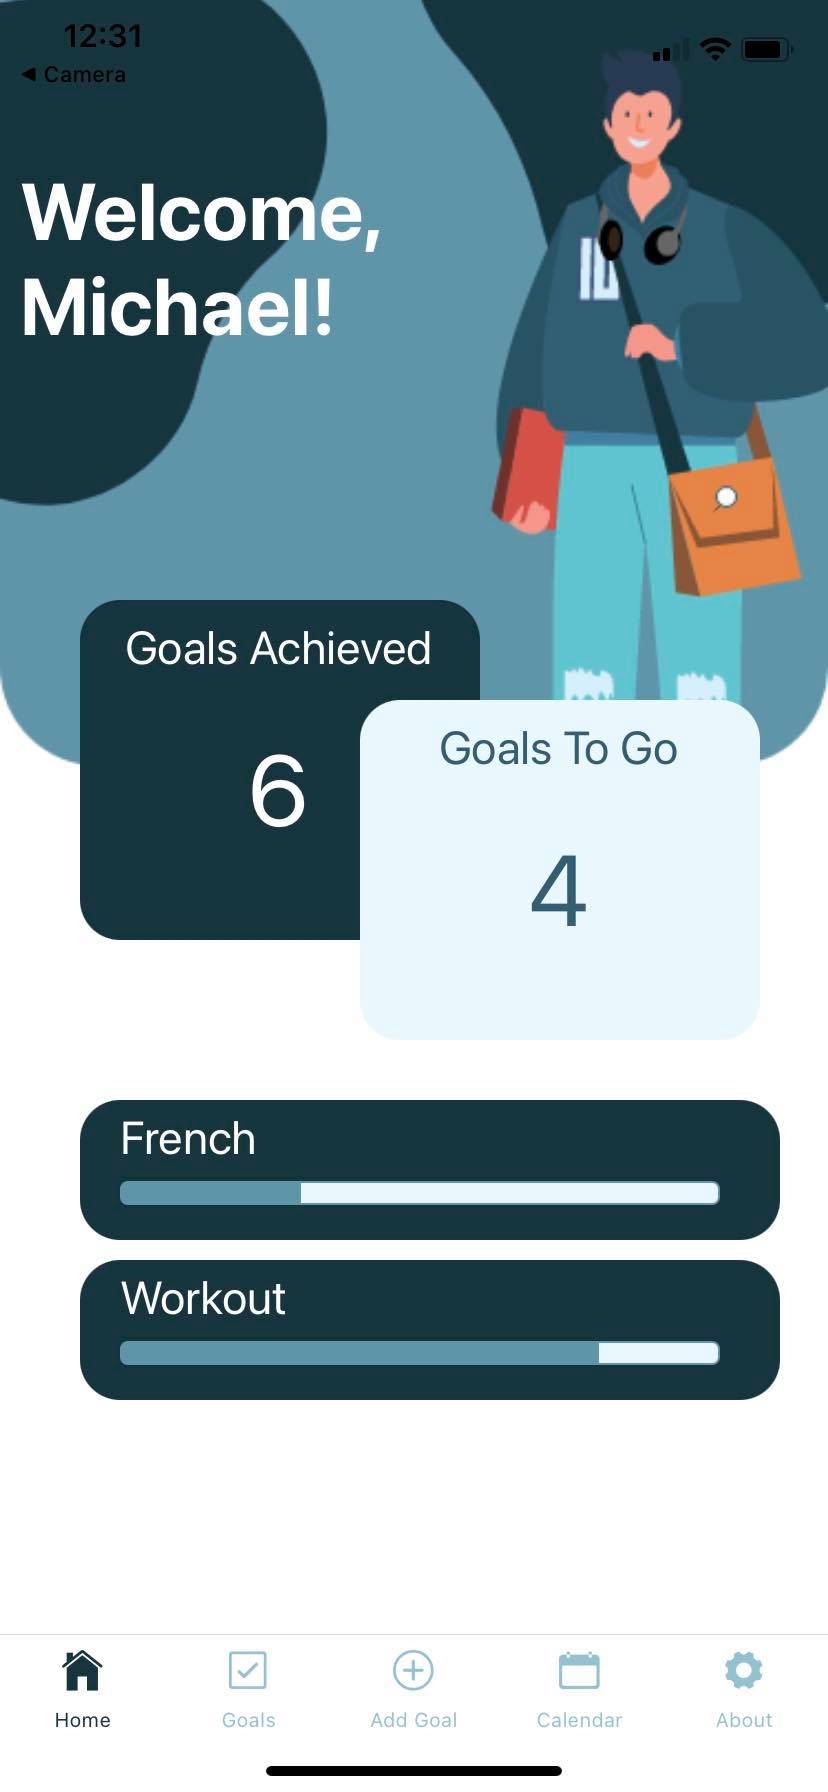 12:31
◀ Camera
Welcome,
Michael!
Goals Achieved
6
Goals To Go
4
French
Workout
Home
Goals
Add Goal
Calendar
About